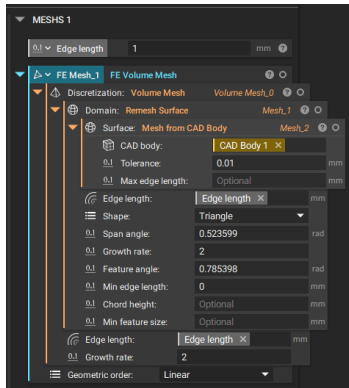 MESHS 1
0.1 Edge length 1 mm
FE Mesh_1 FE Volume Mesh
Discretization: Volume Mesh Volume Mesh_0
Domain: Remesh Surface Mesh_1
Surface: Mesh from CAD Body Mesh_2
CAD body: CAD Body 1 ×
0.1 Tolerance: 0.01 mm
0.1 Max edge length: Optional mm
Edge length: Edge length × mm
Shape: Triangle
0.1 Span angle: 0.523599 rad
0.1 Growth rate: 2
0.1 Feature angle: 0.785398 rad
0.1 Min edge length: 0 mm
0.1 Chord height: Optional mm
0.1 Min feature size: Optional mm
Edge length: Edge length × mm
0.1 Growth rate: 2
Geometric order: Linear